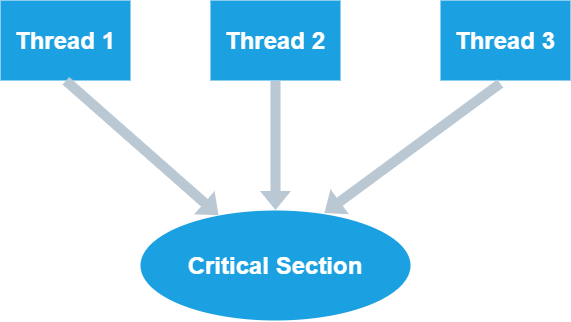 Thread 1
Thread 2
Thread 3
Critical Section